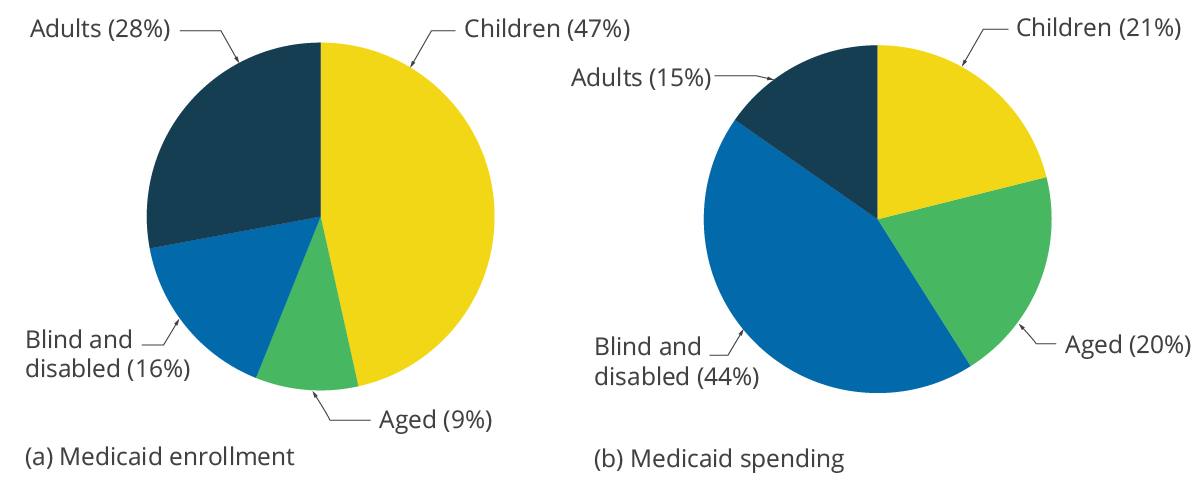 Adults (28%)
Children (47%)
Blind and
disabled (16%)
Aged (9%)
(a) Medicaid enrollment
Children (21%)
Adults (15%)
Blind and
disabled (44%)
Aged (20%)
(b) Medicaid spending